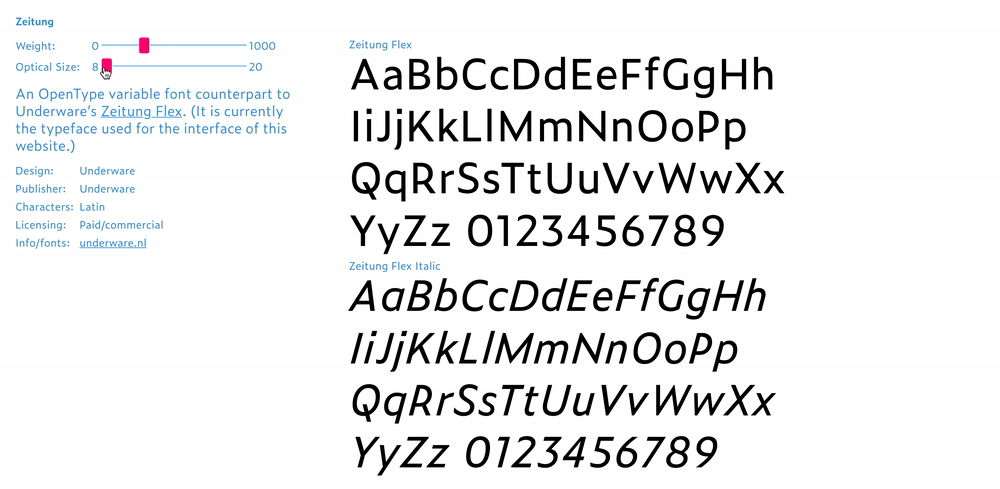 Zeitung
Weight: 0 1000
Optical Size: 8 20
An OpenType variable font counterpart to
Underware’s Zeitung Flex. (It is currently
the typeface used for the interface of this
website.)
Design: Underware
Publisher: Underware
Characters: Latin
Licensing: Paid/commercial
Info/fonts: underware.nl
Zeitung Flex
AaBbCcDdEeFfGgHh
IiJjKkLlMmNnOoPp
QqRrSsTtUuVvWwXx
YyZz 0123456789
Zeitung Flex Italic
AaBbCcDdEeFfGgHh
IiJjKkLlMmNnOoPp
QqRrSsTtUuVvWwXx
YyZz 0123456789